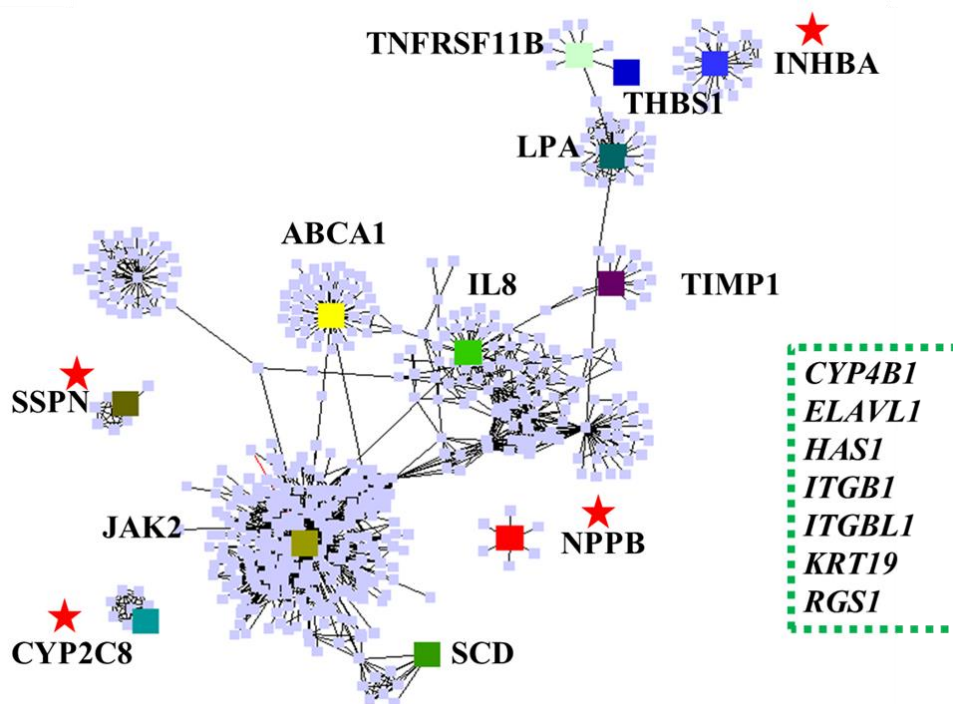 TNFRSF11B
INHBA
THBS1
LPA
ABCA1
IL8
TIMP1
SSPN
JAK2
NPPB
CYP2C8
SCD
CYP4B1
ELAVL1
HAS1
ITGB1
ITGBL1
KRT19
RGS1